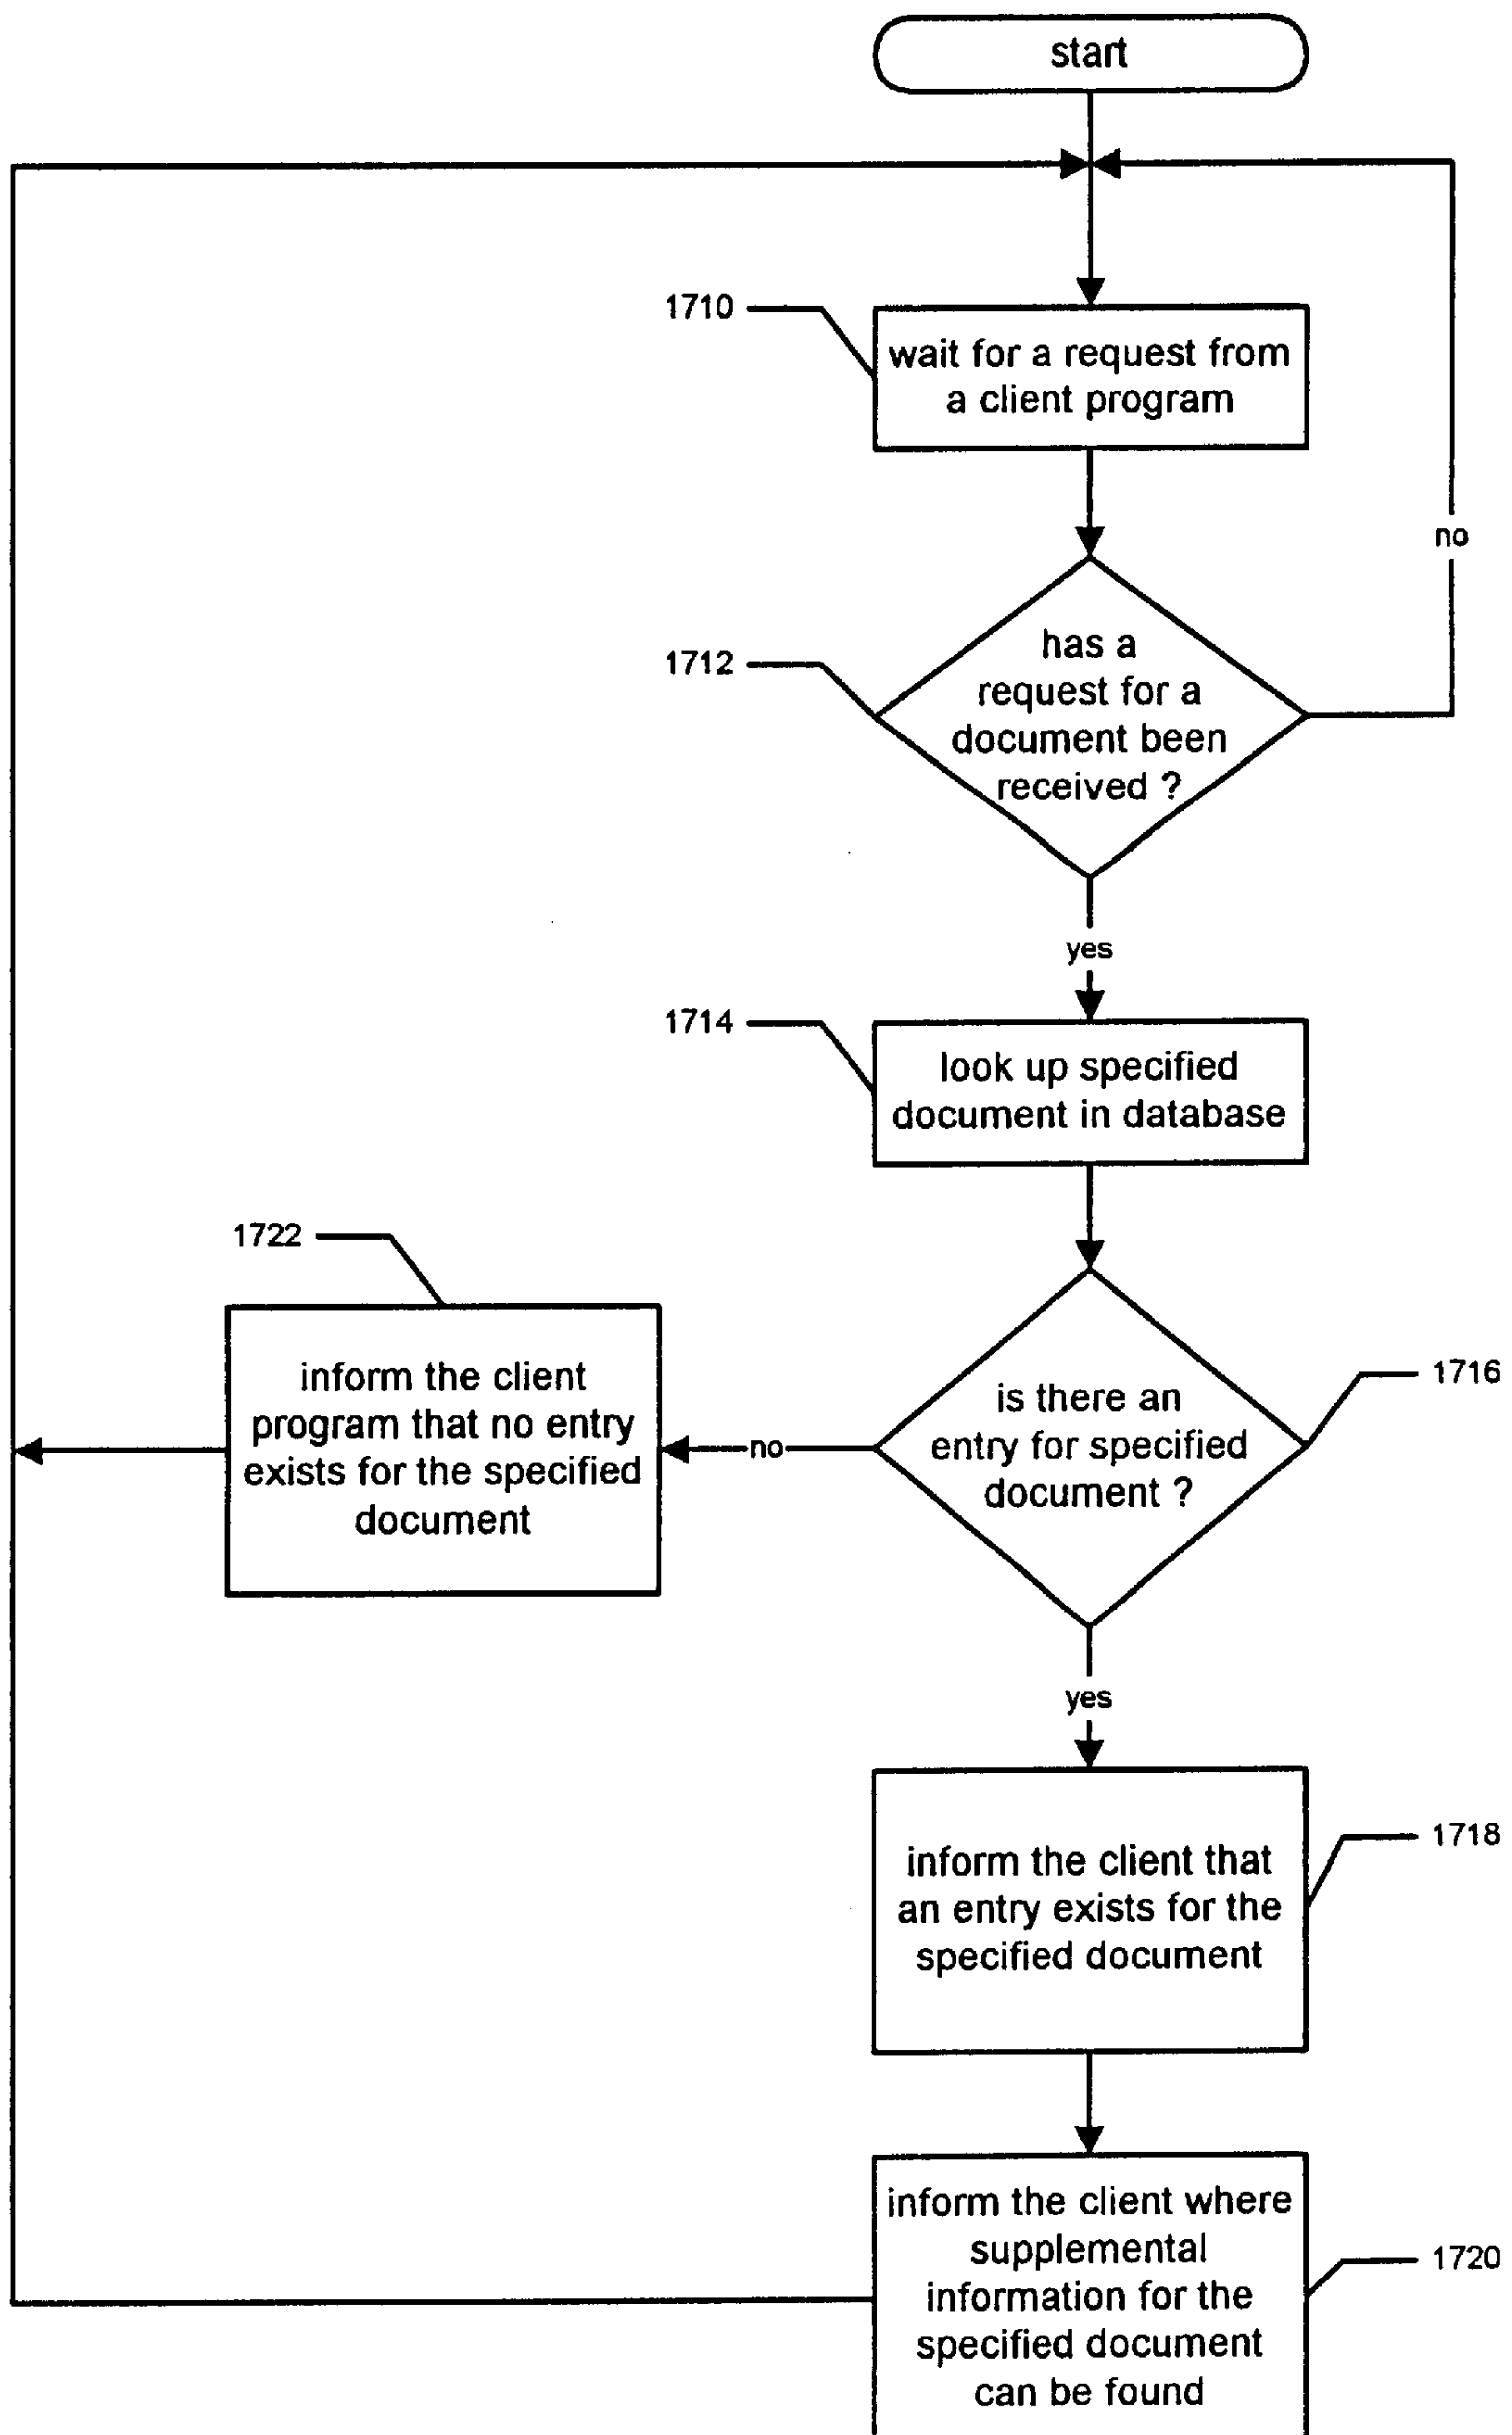 start
1710
wait for a request from
a client program
no
1712
has a
request for a
document been
received ?
yes
1714
look up specified
document in database
1722
inform the client
program that no entry
exists for the specified
document
no
1716
is there an
entry for specified
document ?
yes
1718
inform the client that
an entry exists for the
specified document
1720
inform the client where
supplemental
information for the
specified document
can be found